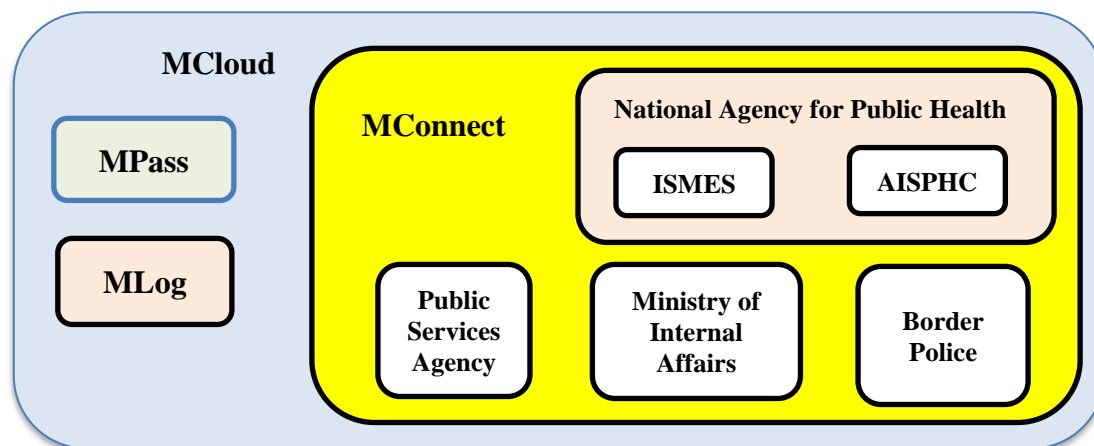 MCloud
MPass
MLog
MConnect
National Agency for Public Health
ISMES
AISPHC
Public
Services
Agency
Ministry of
Internal
Affairs
Border
Police